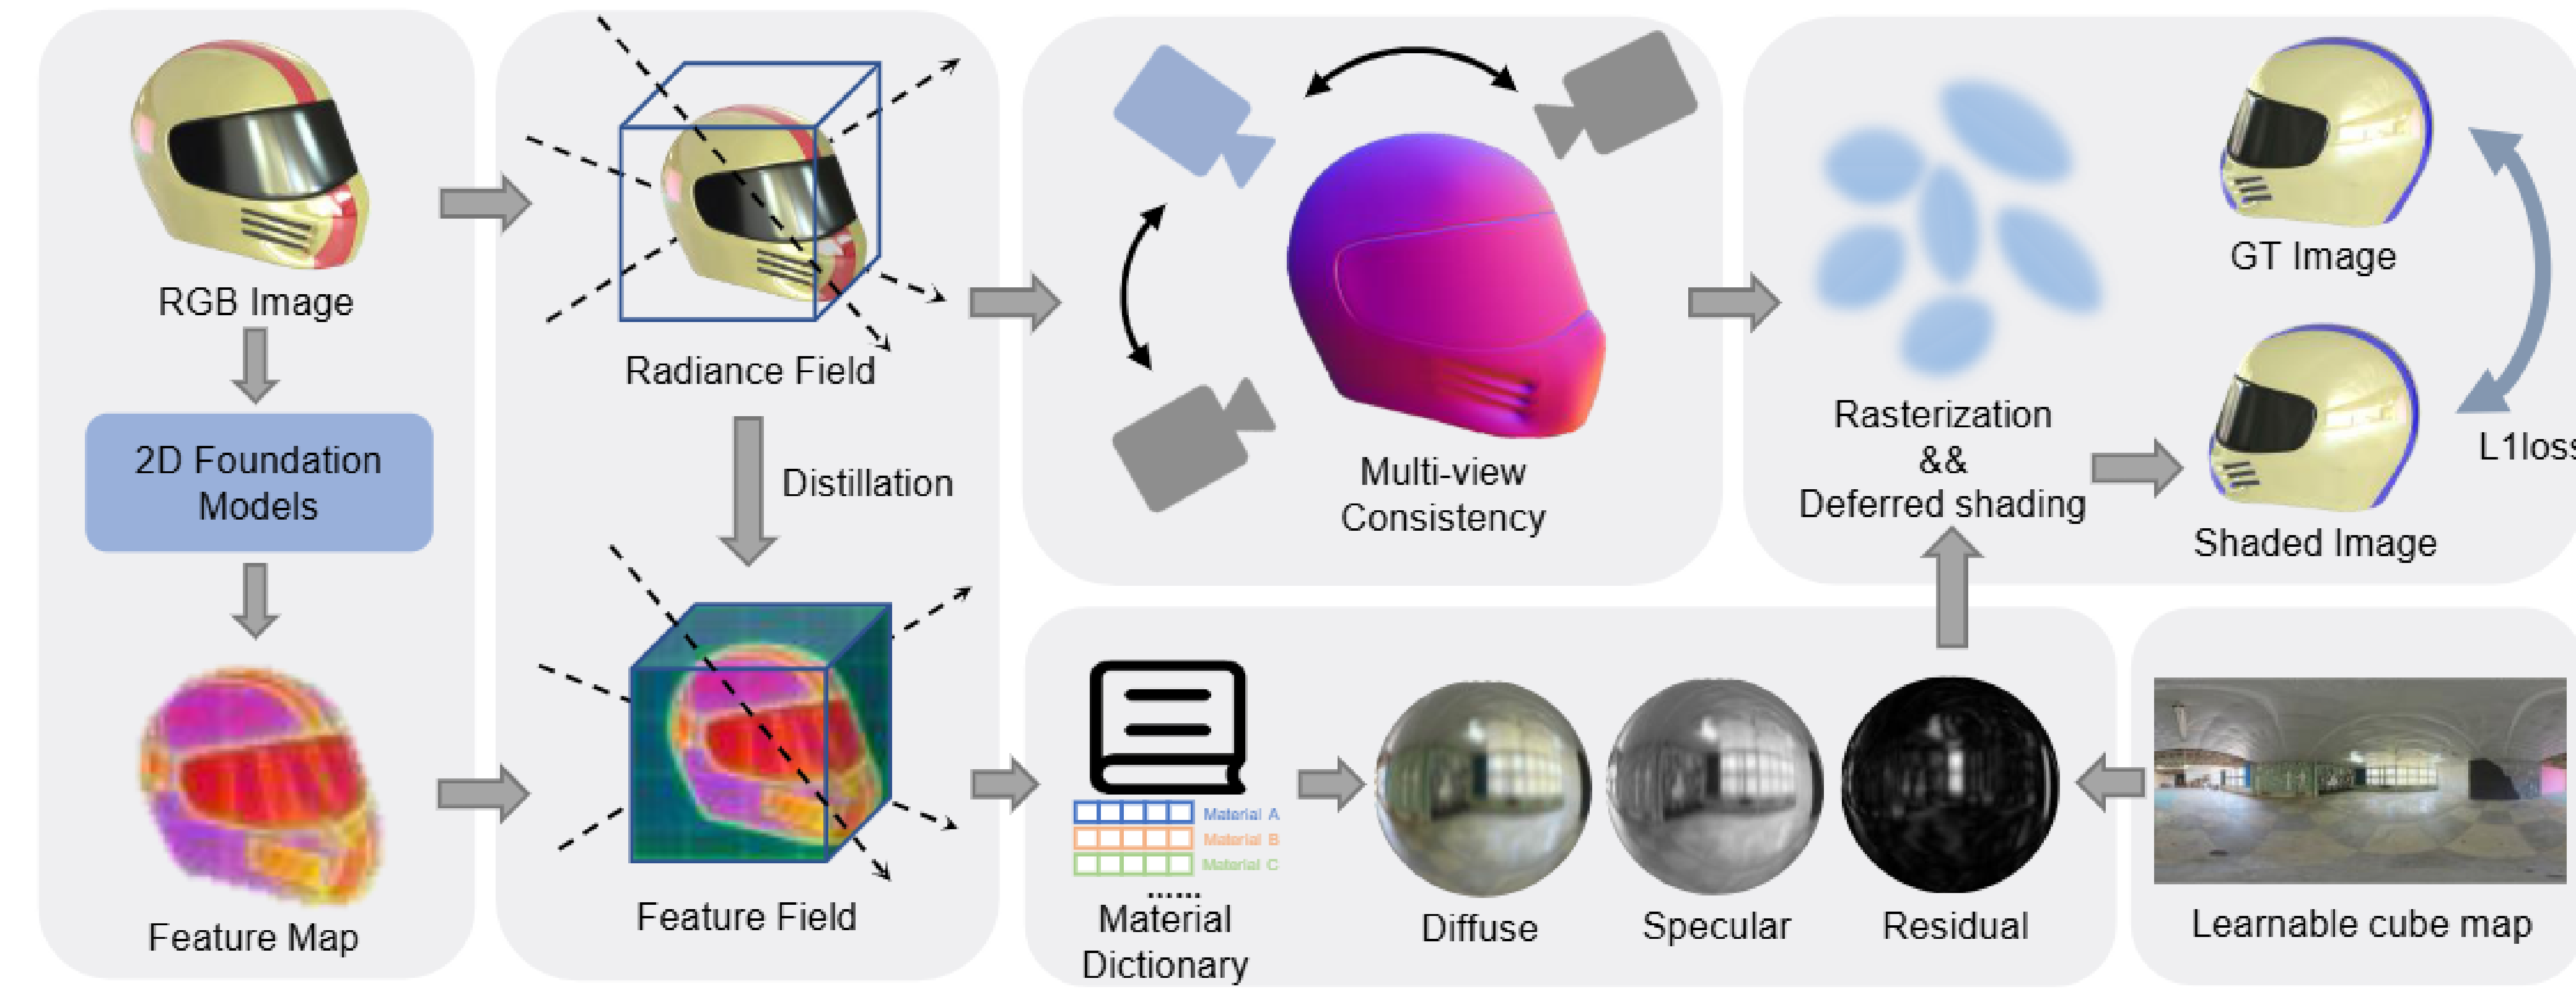 RGB Image
2D Foundation
Models
Feature Map
Radiance Field
Distillation
Feature Field
Multi-view
Consistency
Rasterization
&&
Deferred shading
GT Image
Shaded Image
L1loss
Material A
Material B
Material C
......
Material
Dictionary
Diffuse
Specular
Residual
Learnable cube map